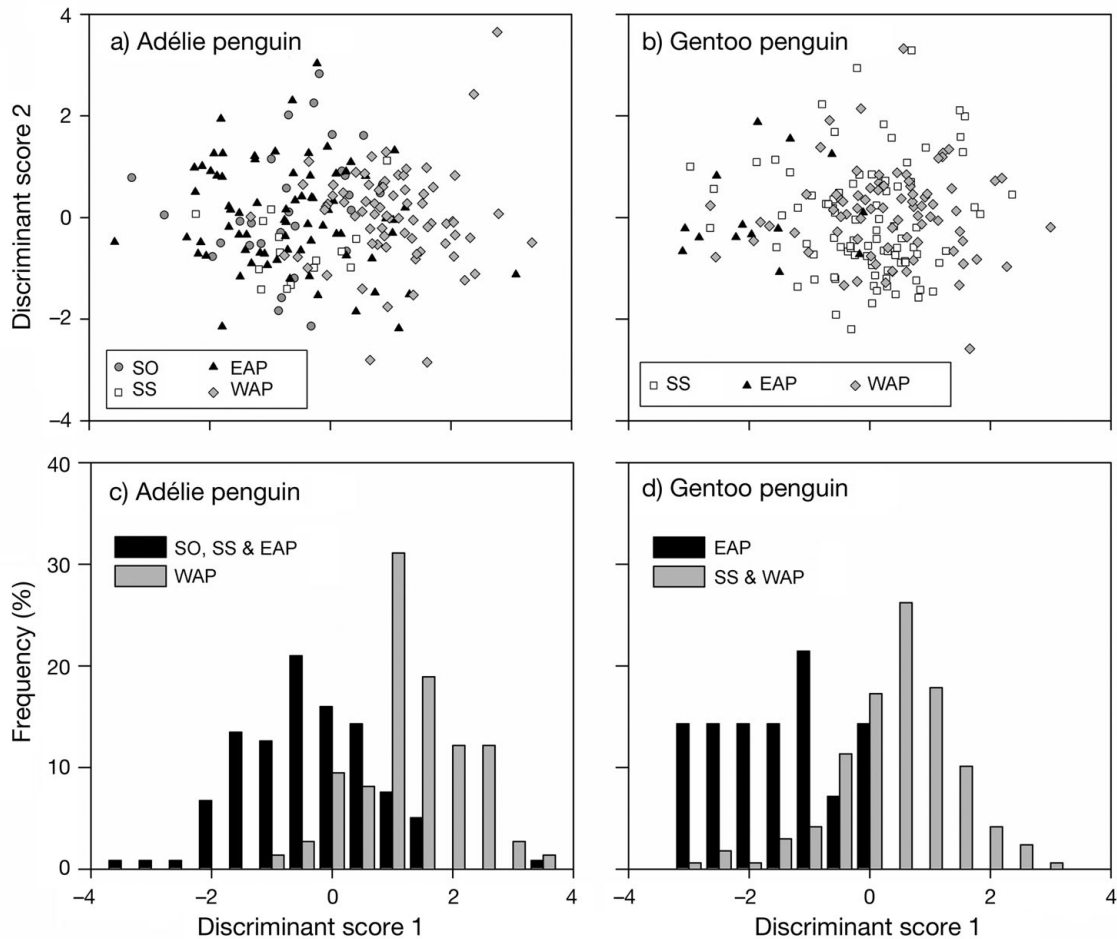 a) Adélie penguin
b) Gentoo penguin
Discriminant score 2
4
2
0
−2
−4
SO
EAP
SS
WAP
SS
EAP
WAP
c) Adélie penguin
d) Gentoo penguin
SO, SS & EAP
WAP
EAP
SS & WAP
Frequency (%)
40
30
20
10
0
−4
−2
0
2
4
−4
−2
0
2
4
Discriminant score 1
Discriminant score 1